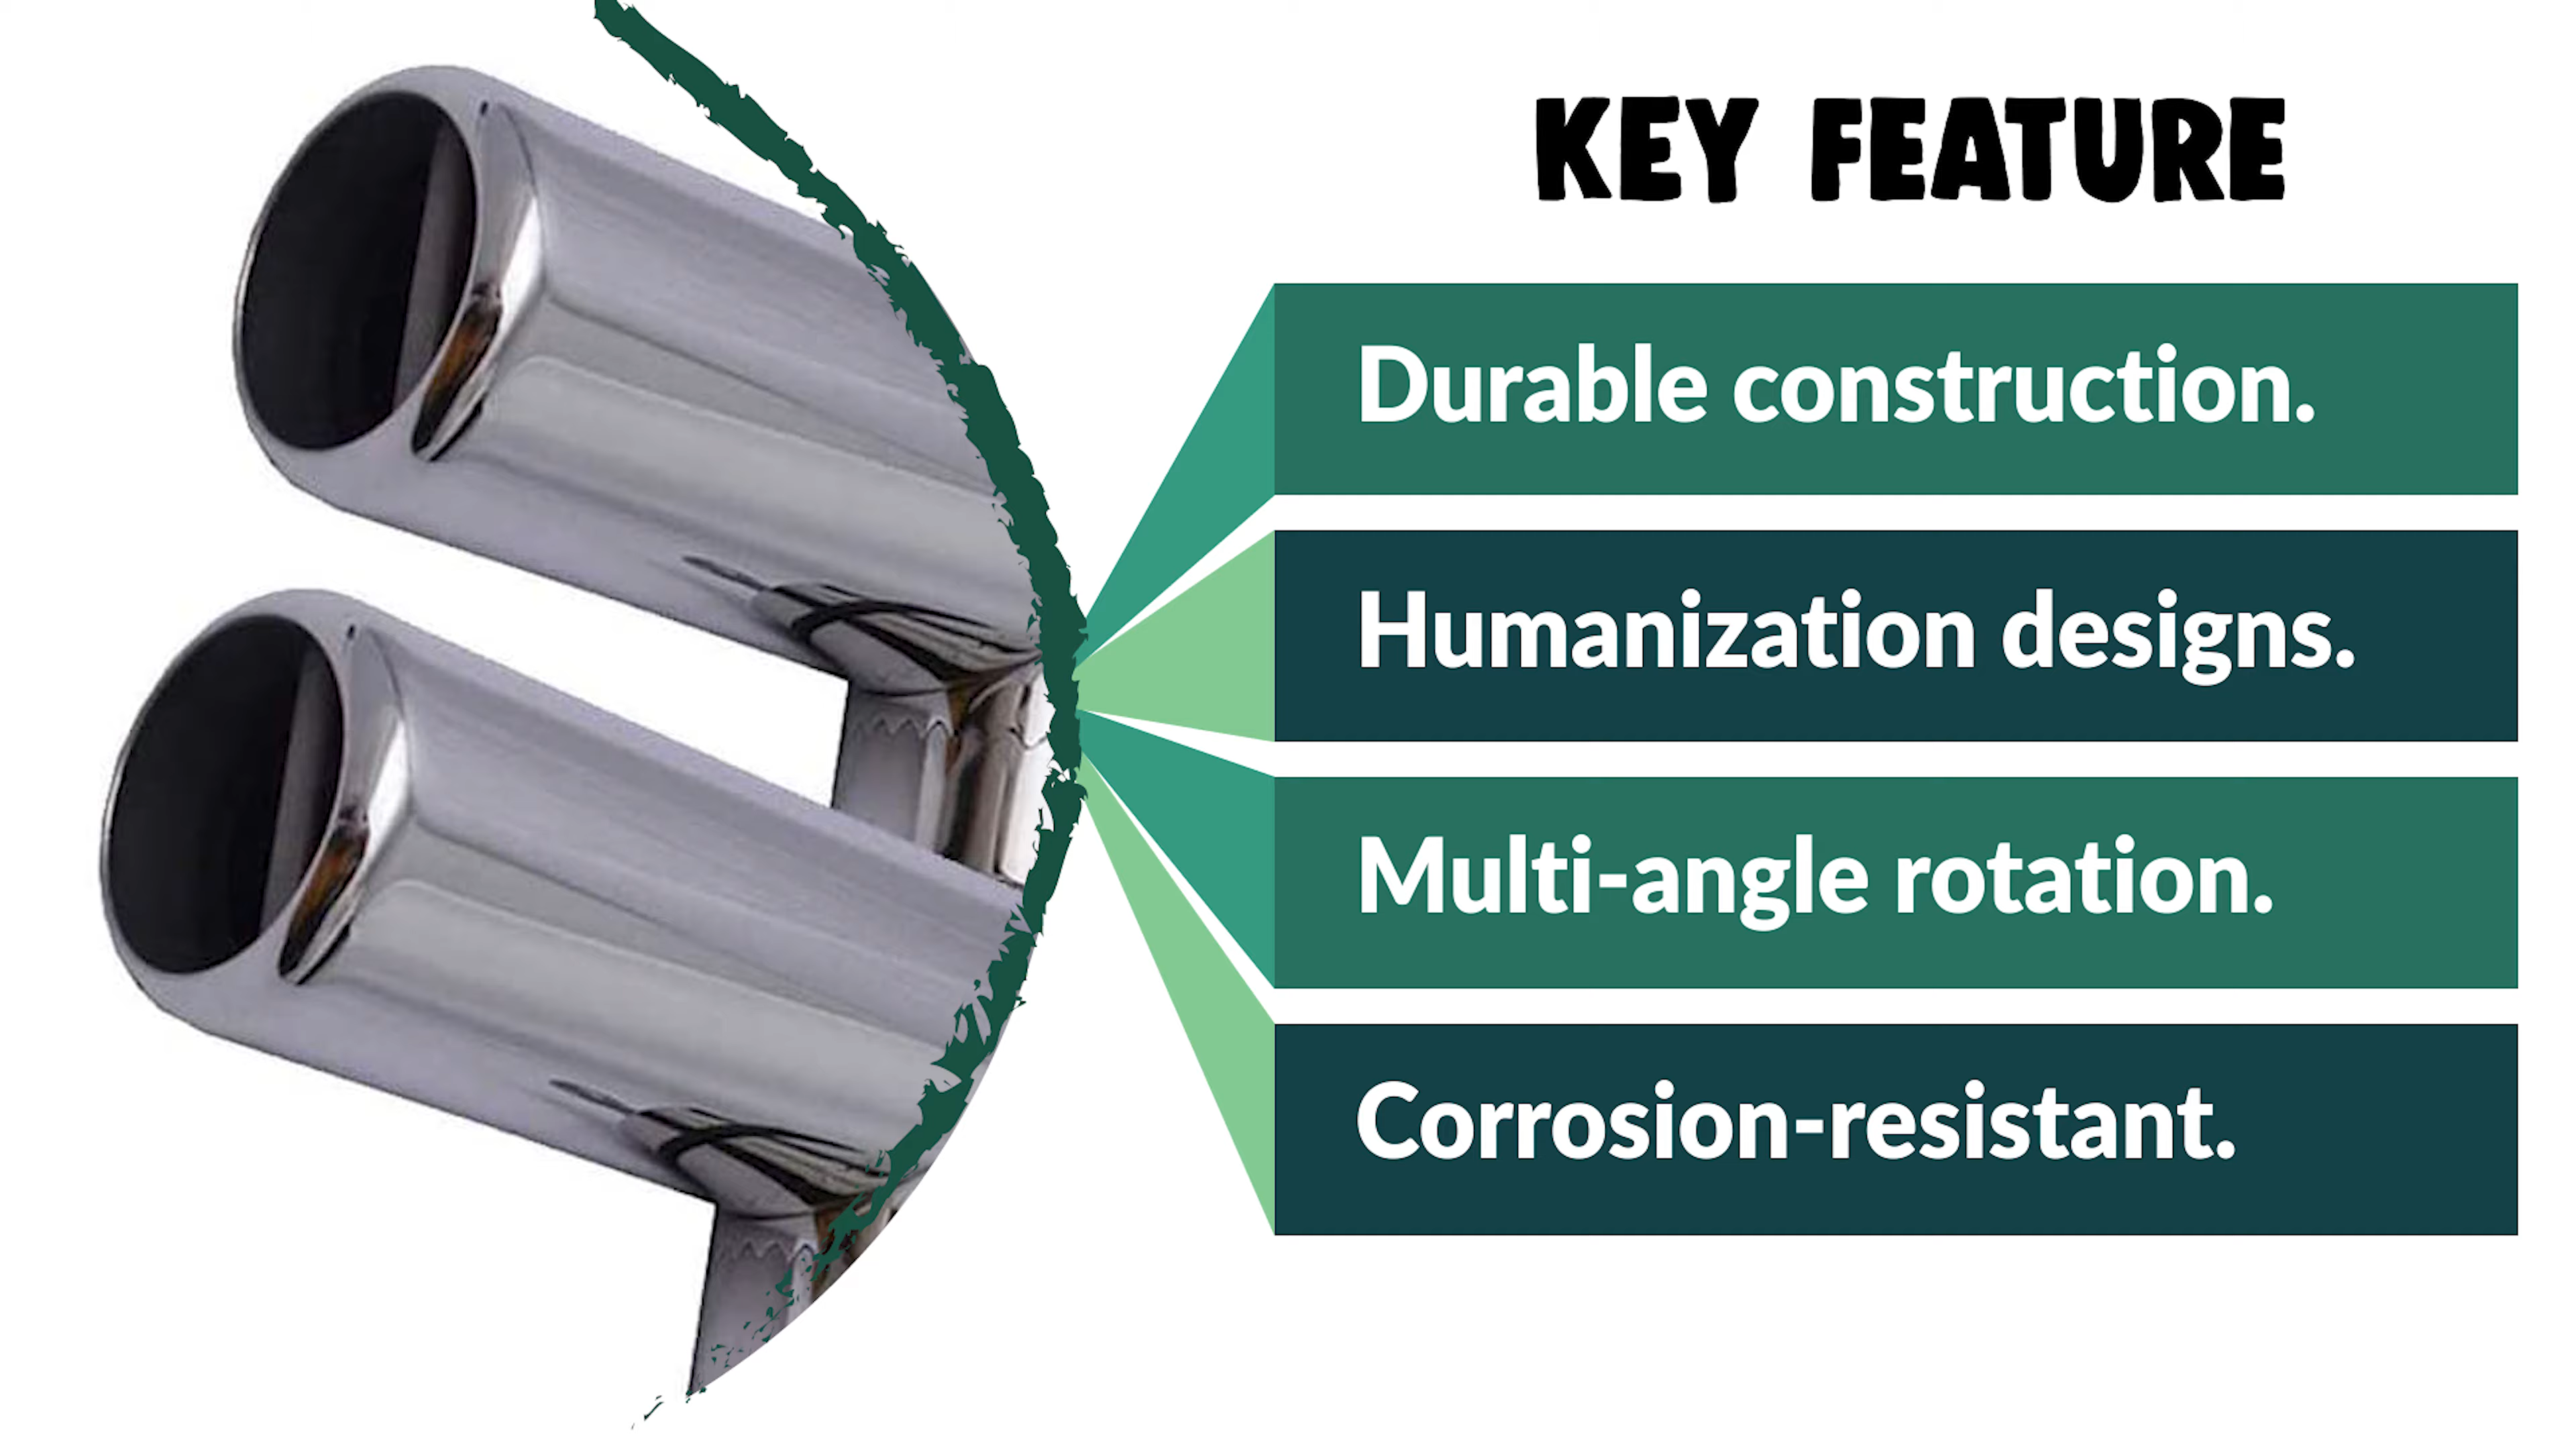 KEY FEATURE
Durable construction.
Humanization designs.
Multi-angle rotation.
Corrosion-resistant.